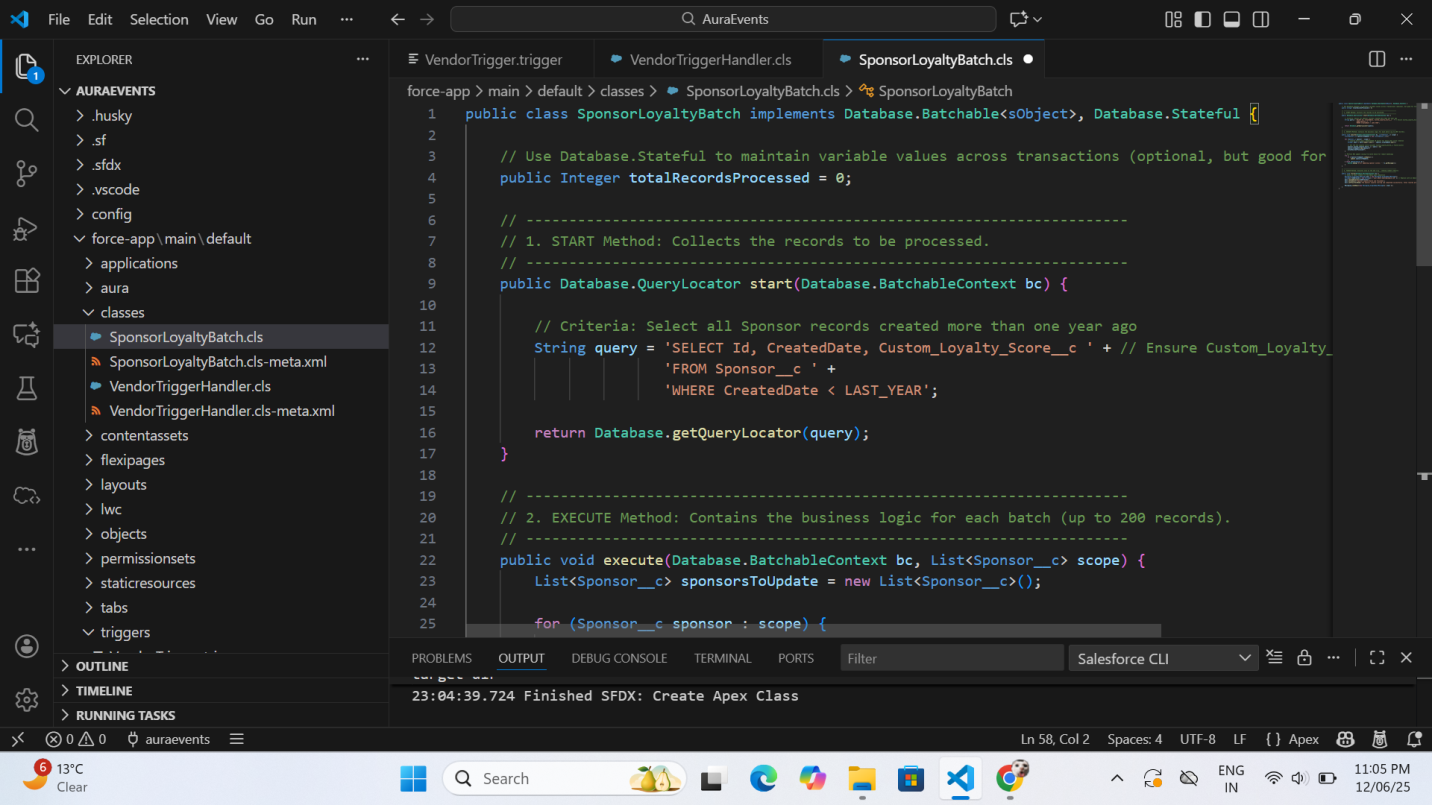 File Edit Selection View Go Run ··· AuraEvents
EXPLORER ···
AURAEVENTS
.husky
.sf
.sfdx
.vscode
config
force-app\main\default
applications
aura
classes
SponsorLoyaltyBatch.cls
SponsorLoyaltyBatch.cls-meta.xml
VendorTriggerHandler.cls
VendorTriggerHandler.cls-meta.xml
contentassets
flexipages
layouts
lwc
objects
permissionsets
staticresources
tabs
triggers
OUTLINE
TIMELINE
RUNNING TASKS
VendorTrigger.trigger VendorTriggerHandler.cls SponsorLoyaltyBatch.cls
force-app > main > default > classes > SponsorLoyaltyBatch.cls > SponsorLoyaltyBatch
1 public class SponsorLoyaltyBatch implements Database.Batchable<sObject>, Database.Stateful {
2
3 // Use Database.Stateful to maintain variable values across transactions (optional, but good for
4 public Integer totalRecordsProcessed = 0;
5
6 // ----------------------------------------------------------------------
7 // 1. START Method: Collects the records to be processed.
8 // ----------------------------------------------------------------------
9 public Database.QueryLocator start(Database.BatchableContext bc) {
10
11 // Criteria: Select all Sponsor records created more than one year ago
12 String query = 'SELECT Id, CreatedDate, Custom_Loyalty_Score__c ' + // Ensure Custom_Loyalty_
13 'FROM Sponsor__c ' +
14 'WHERE CreatedDate < LAST_YEAR';
15
16 return Database.getQueryLocator(query);
17 }
18
19 // ----------------------------------------------------------------------
20 // 2. EXECUTE Method: Contains the business logic for each batch (up to 200 records).
21 // ----------------------------------------------------------------------
22 public void execute(Database.BatchableContext bc, List<Sponsor__c> scope) {
23 List<Sponsor__c> sponsorsToUpdate = new List<Sponsor__c>();
24
25 for (Sponsor__c sponsor : scope) {
PROBLEMS OUTPUT DEBUG CONSOLE TERMINAL PORTS Filter Salesforce CLI
target dir
23:04:39.724 Finished SFDX: Create Apex Class
0 0 auraevents Ln 58, Col 2 Spaces: 4 UTF-8 LF { } Apex
6 13°C
Clear
Search
ENG
IN
11:05 PM
12/06/25
1